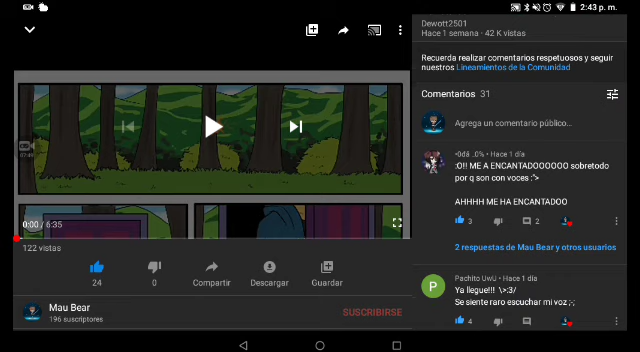 2:43 p. m.
Dewott2501
Hace 1 semana · 42 K vistas
Recuerda realizar comentarios respetuosos y seguir
nuestros Lineamientos de la Comunidad
Comentarios 31
Agrega un comentario público...
Hace 1 día
:O!! ME A ENCANTADOOOOOO sobretodo
por q son con voces :">
AHHHH ME HA ENCANTADOO
3
2
2 respuestas de Mau Bear y otros usuarios
P
Pachito UwU • Hace 1 día
Ya llegue!!! \>:3/
Se siente raro escuchar mi voz ;-;
4
0:00 / 6:35
122 vistas
24
0
Compartir
Descargar
Guardar
Mau Bear
196 suscriptores
SUSCRIBIRSE